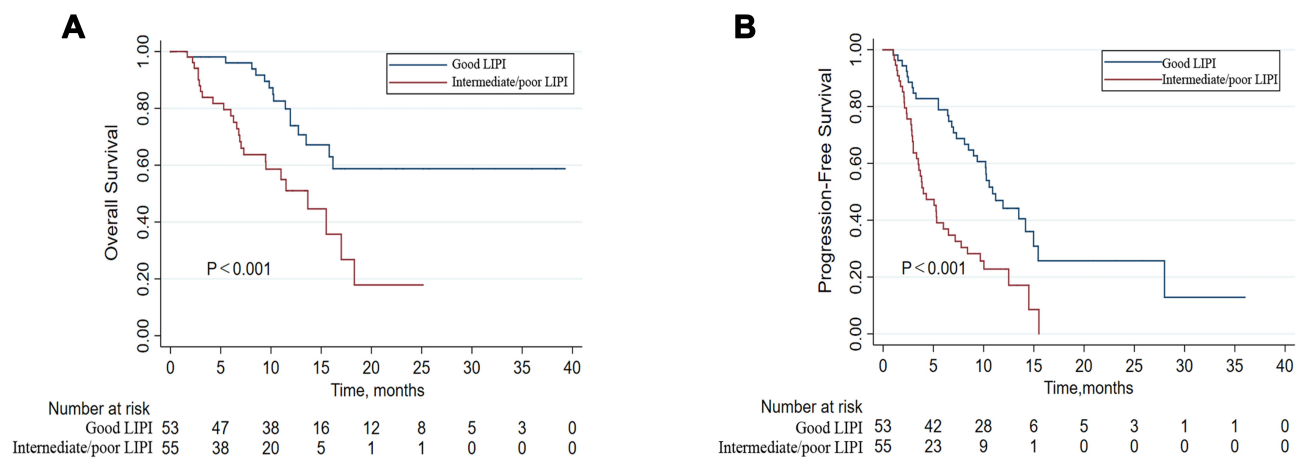 A
1.00
0.80
0.60
0.40
0.20
0.00
Overall Survival
Good LIPI
Intermediate/poor LIPI
P<0.001
0 5 10 15 20 25 30 35 40
Time, months
Number at risk
Good LIPI 53 47 38 16 12 8 5 3 0
Intermediate/poor LIPI 55 38 20 5 1 1 0 0 0
B
1.00
0.80
0.60
0.40
0.20
0.00
Progression-Free Survival
Good LIPI
Intermediate/poor LIPI
P<0.001
0 5 10 15 20 25 30 35 40
Time,months
Number at risk
Good LIPI 53 42 28 6 5 3 1 1 0
Intermediate/poor LIPI 55 23 9 1 0 0 0 0 0